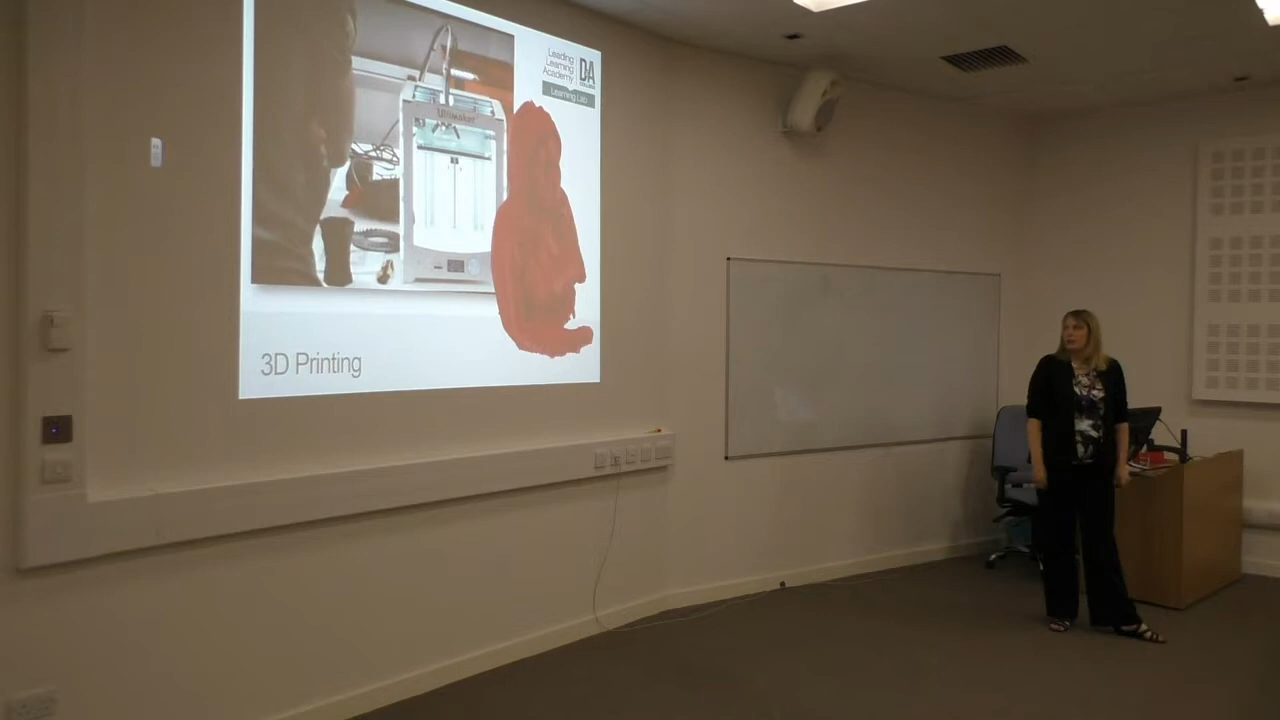 Leading
Learning
Academy
DA
Learning Lab
Ultimaker
3D Printing